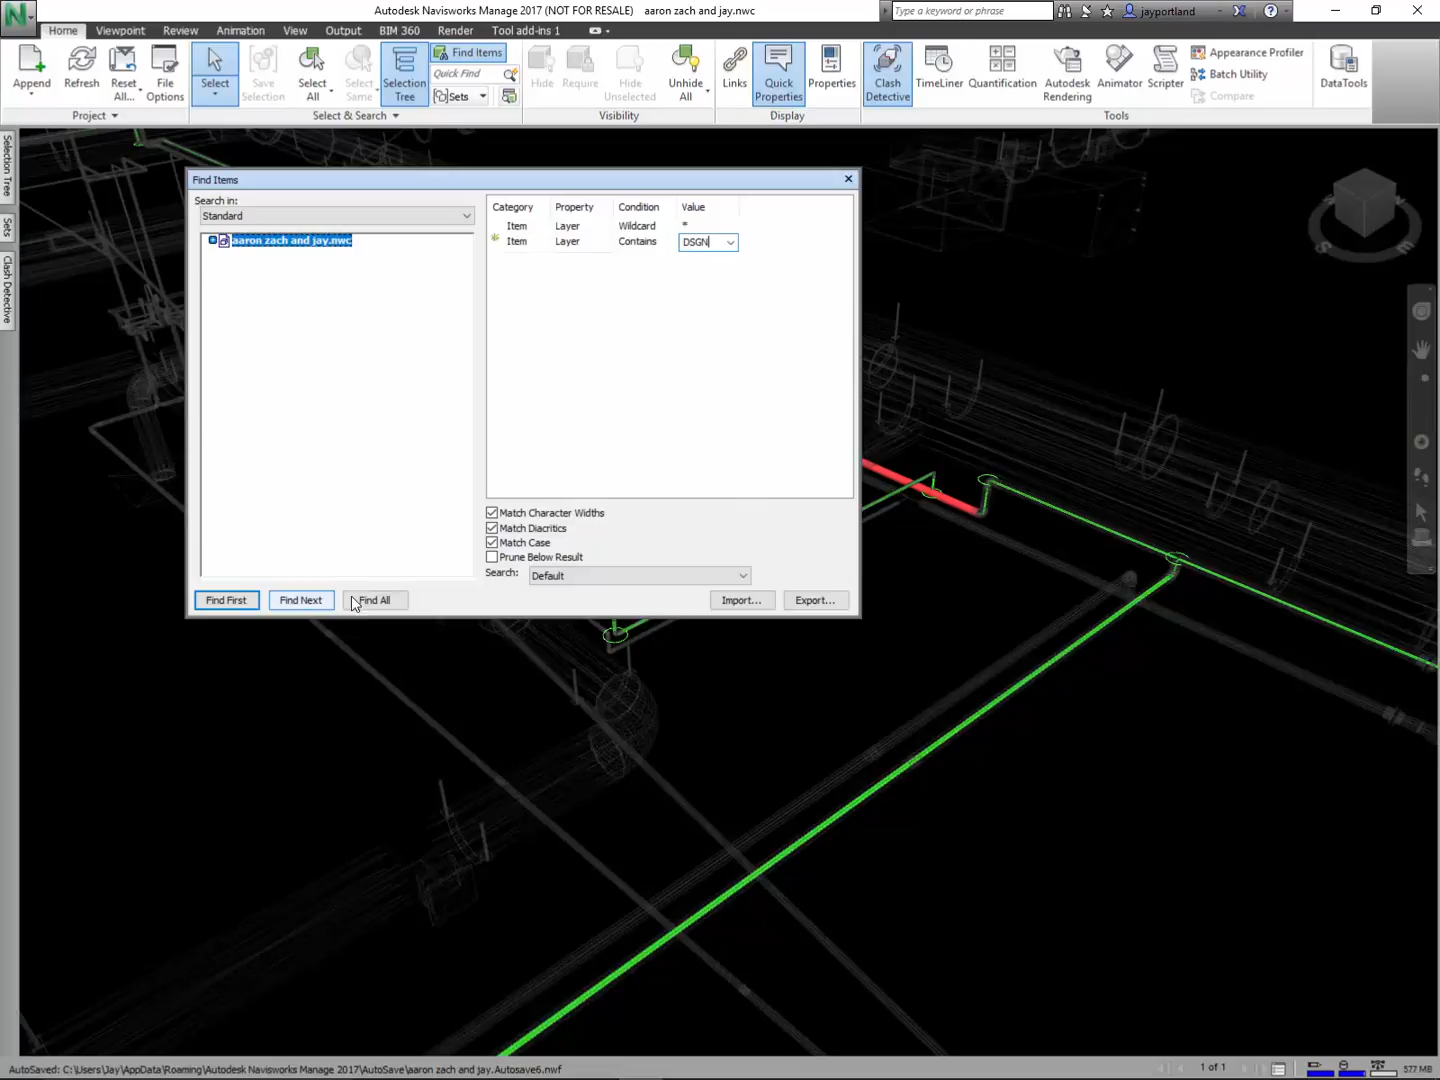 Autodesk Navisworks Manage 2017 (NOT FOR RESALE) aaron zach and jay.nwc
Type a keyword or phrase
jayportland
Home Viewpoint Review Animation View Output BIM 360 Render Tool add-ins 1
Append Refresh Reset All... File Options
Select Save Selection Select All Select Same Selection Tree
Find Items
Quick Find
Sets
Hide Require Hide Unselected Unhide All
Links Quick Properties Properties
Clash Detective TimeLiner Quantification Autodesk Rendering Animator Scripter
Appearance Profiler
Batch Utility
Compare
DataTools
Project Select & Search Visibility Display Tools
Selection Tree
Sets
Clash Detective
Find Items
Search in:
Standard
aaron zach and jay.nwc
Category Property Condition Value
Item Layer Wildcard *
Item Layer Contains DSGN
Match Character Widths
Match Diacritics
Match Case
Prune Below Result
Search: Default
Find First Find Next Find All Import... Export...
S E
AutoSaved: C:\Users\Jay\AppData\Roaming\Autodesk Navisworks Manage 2017\AutoSave\aaron zach and jay.Autosave6.nwf
1 of 1
577 MB